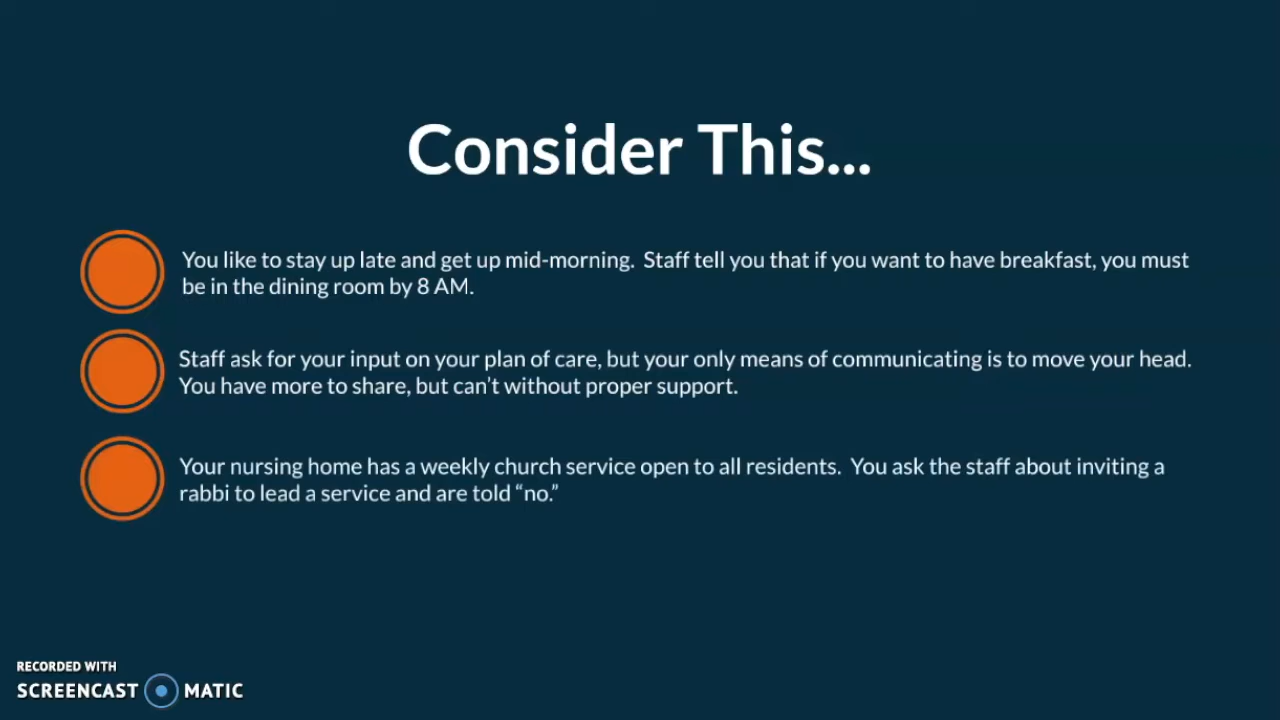 Consider This...
You like to stay up late and get up mid-morning.  Staff tell you that if you want to have breakfast, you must
be in the dining room by 8 AM.
Staff ask for your input on your plan of care, but your only means of communicating is to move your head.
You have more to share, but can’t without proper support.
Your nursing home has a weekly church service open to all residents.  You ask the staff about inviting a
rabbi to lead a service and are told “no.”
RECORDED WITH
SCREENCAST MATIC